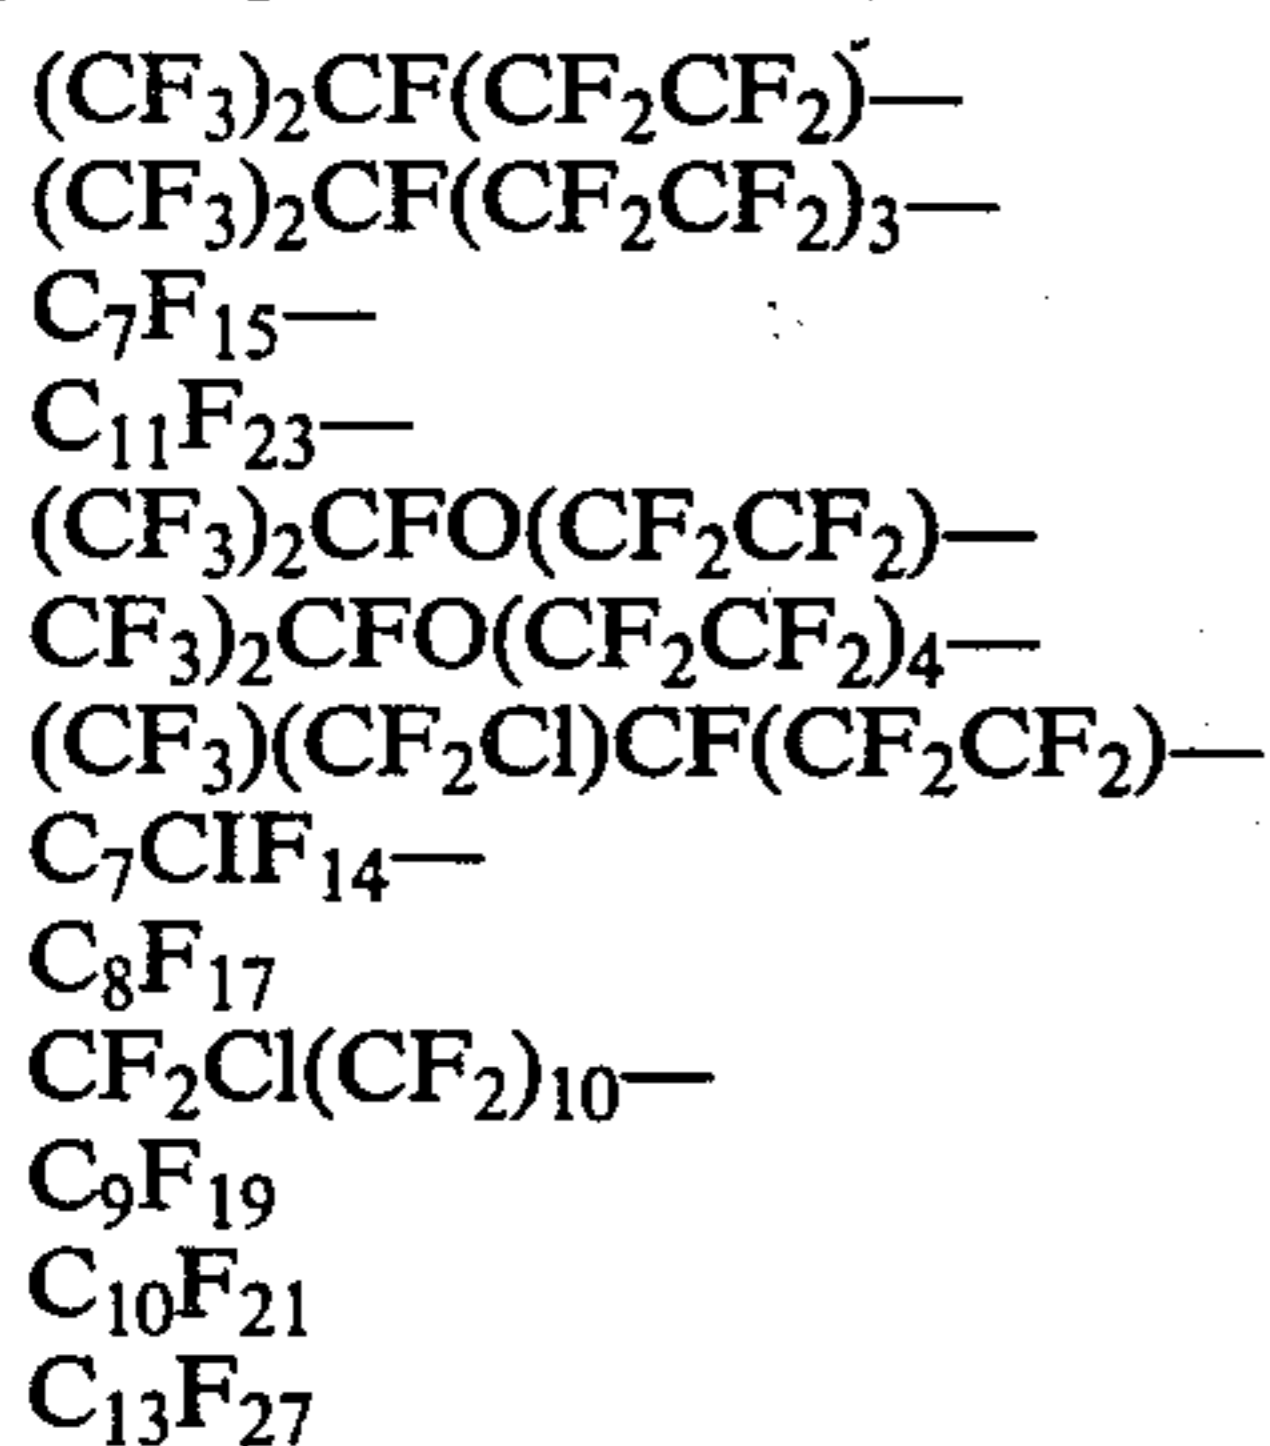 (CF₃)₂CF(CF₂CF₂)—
(CF₃)₂CF(CF₂CF₂)₃—
C₇F₁₅—
C₁₁F₂₃—
(CF₃)₂CFO(CF₂CF₂)—
CF₃)₂CFO(CF₂CF₂)₄—
(CF₃)(CF₂Cl)CF(CF₂CF₂)—
C₇CIF₁₄—
C₈F₁₇
CF₂Cl(CF₂)₁₀—
C₉F₁₉
C₁₀F₂₁
C₁₃F₂₇